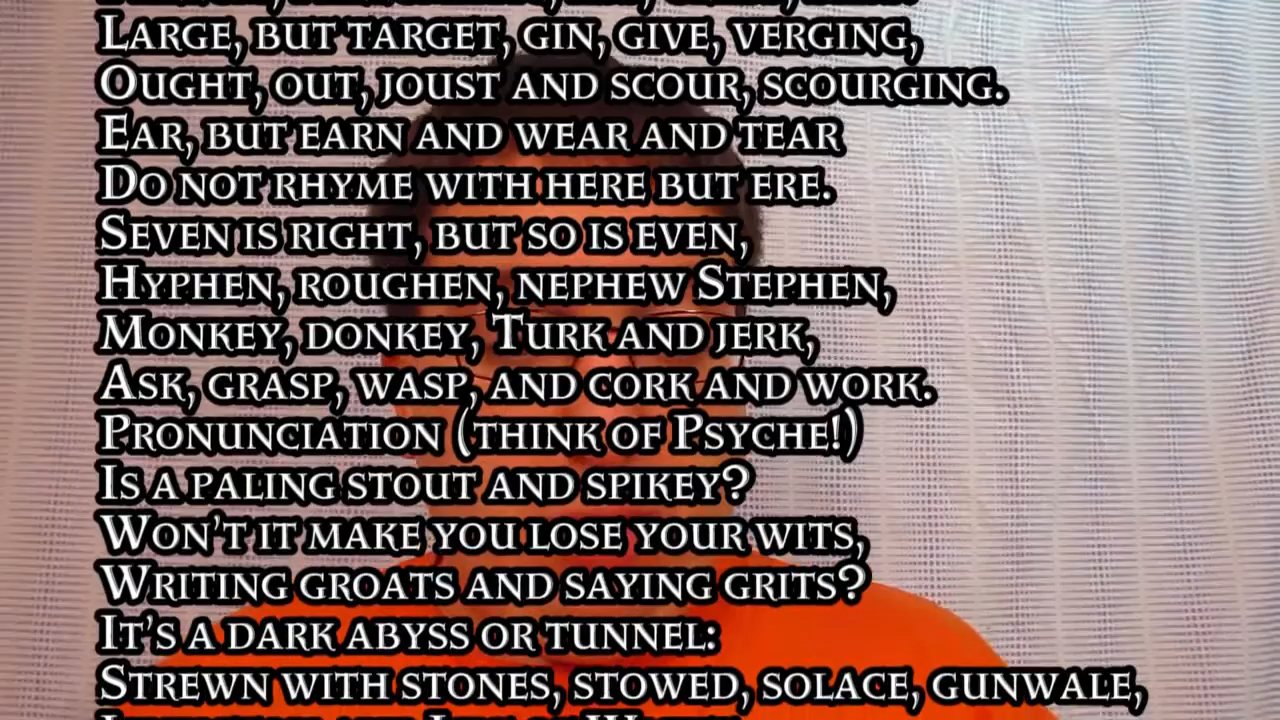 Large, but target, gin, give, verging,
Ought, out, joust and scour, scourging.
Ear, but earn and wear and tear
Do not rhyme with here but ere.
Seven is right, but so is even,
Hyphen, roughen, nephew Stephen,
Monkey, donkey, Turk and jerk,
Ask, grasp, wasp, and cork and work.
Pronunciation (think of Psyche!)
Is a paling stout and spikey?
Won't it make you lose your wits,
Writing groats and saying grits?
It's a dark abyss or tunnel:
Strewn with stones, stowed, solace, gunwale,